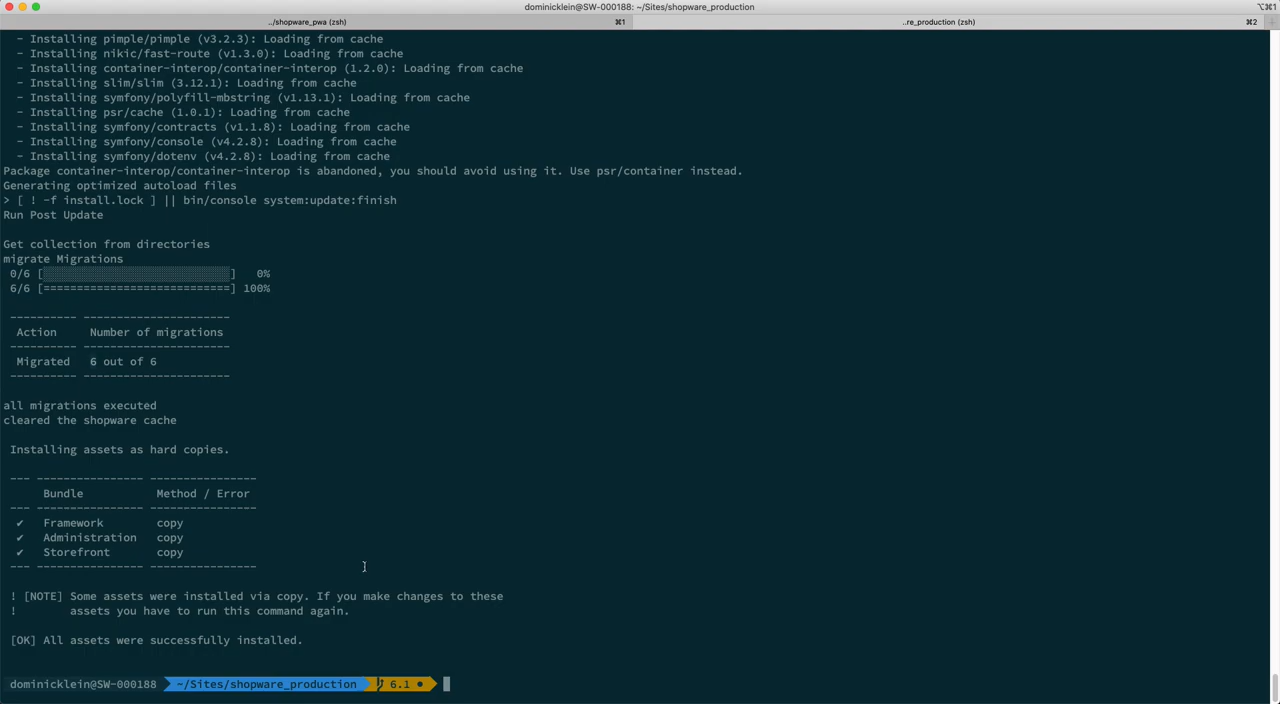 dominicklein@SW-000188: ~/Sites/shopware_production
⌥⌘1
../shopware_pwa (zsh)
⌘1
..re_production (zsh)
⌘2
- Installing pimple/pimple (v3.2.3): Loading from cache
- Installing nikic/fast-route (v1.3.0): Loading from cache
- Installing container-interop/container-interop (1.2.0): Loading from cache
- Installing slim/slim (3.12.1): Loading from cache
- Installing symfony/polyfill-mbstring (v1.13.1): Loading from cache
- Installing psr/cache (1.0.1): Loading from cache
- Installing symfony/contracts (v1.1.8): Loading from cache
- Installing symfony/console (v4.2.8): Loading from cache
- Installing symfony/dotenv (v4.2.8): Loading from cache
Package container-interop/container-interop is abandoned, you should avoid using it. Use psr/container instead.
Generating optimized autoload files
> [ ! -f install.lock ] || bin/console system:update:finish
Run Post Update
Get collection from directories
migrate Migrations
0/6 [░░░░░░░░░░░░░░░░░░░░░░░░░░░░] 0%
6/6 [============================] 100%
---------- ----------------------
Action Number of migrations
---------- ----------------------
Migrated 6 out of 6
---------- ----------------------
all migrations executed
cleared the shopware cache
Installing assets as hard copies.
--- ---------------- ----------------
Bundle Method / Error
--- ---------------- ----------------
✔ Framework copy
✔ Administration copy
✔ Storefront copy
--- ---------------- ----------------
! [NOTE] Some assets were installed via copy. If you make changes to these
! assets you have to run this command again.
[OK] All assets were successfully installed.
dominicklein@SW-000188 ~/Sites/shopware_production 6.1 ●